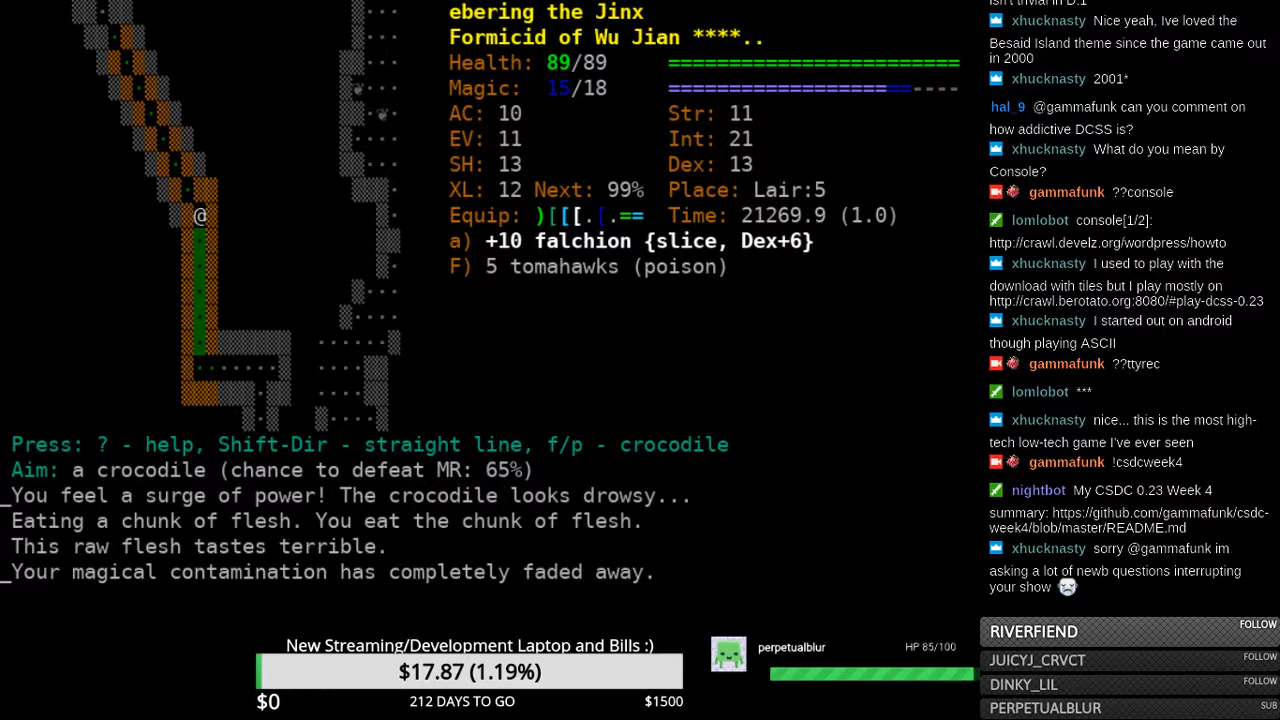 ebering the Jinx
Formicid of Wu Jian ****..
Health: 89/89 ========================
Magic: 15/18 ====================----
AC: 10 Str: 11
EV: 11 Int: 21
SH: 13 Dex: 13
XL: 12 Next: 99% Place: Lair:5
Equip: )[[[.[.== Time: 21269.9 (1.0)
a) +10 falchion {slice, Dex+6}
F) 5 tomahawks (poison)
@
Press: ? - help, Shift-Dir - straight line, f/p - crocodile
Aim: a crocodile (chance to defeat MR: 65%)
_You feel a surge of power! The crocodile looks drowsy...
Eating a chunk of flesh. You eat the chunk of flesh.
This raw flesh tastes terrible.
_Your magical contamination has completely faded away.
New Streaming/Development Laptop and Bills :)
$17.87 (1.19%)
$0 212 DAYS TO GO $1500
perpetualblur HP 85/100
xhucknasty Nice yeah, Ive loved the
Besaid Island theme since the game came out
in 2000
xhucknasty 2001*
hal_9 @gammafunk can you comment on
how addictive DCSS is?
xhucknasty What do you mean by
Console?
gammafunk ??console
lomlobot console[1/2]:
http://crawl.develz.org/wordpress/howto
xhucknasty I used to play with the
download with tiles but I play mostly on
http://crawl.berotato.org:8080/#play-dcss-0.23
xhucknasty I started out on android
though playing ASCII
gammafunk ??ttyrec
lomlobot ***
xhucknasty nice... this is the most high-
tech low-tech game I've ever seen
gammafunk !csdcweek4
nightbot My CSDC 0.23 Week 4
summary: https://github.com/gammafunk/csdc-
week4/blob/master/README.md
xhucknasty sorry @gammafunk im
asking a lot of newb questions interrupting
your show
RIVERFIEND FOLLOW
JUICYJ_CRVCT FOLLOW
DINKY_LIL FOLLOW
PERPETUALBLUR SUB